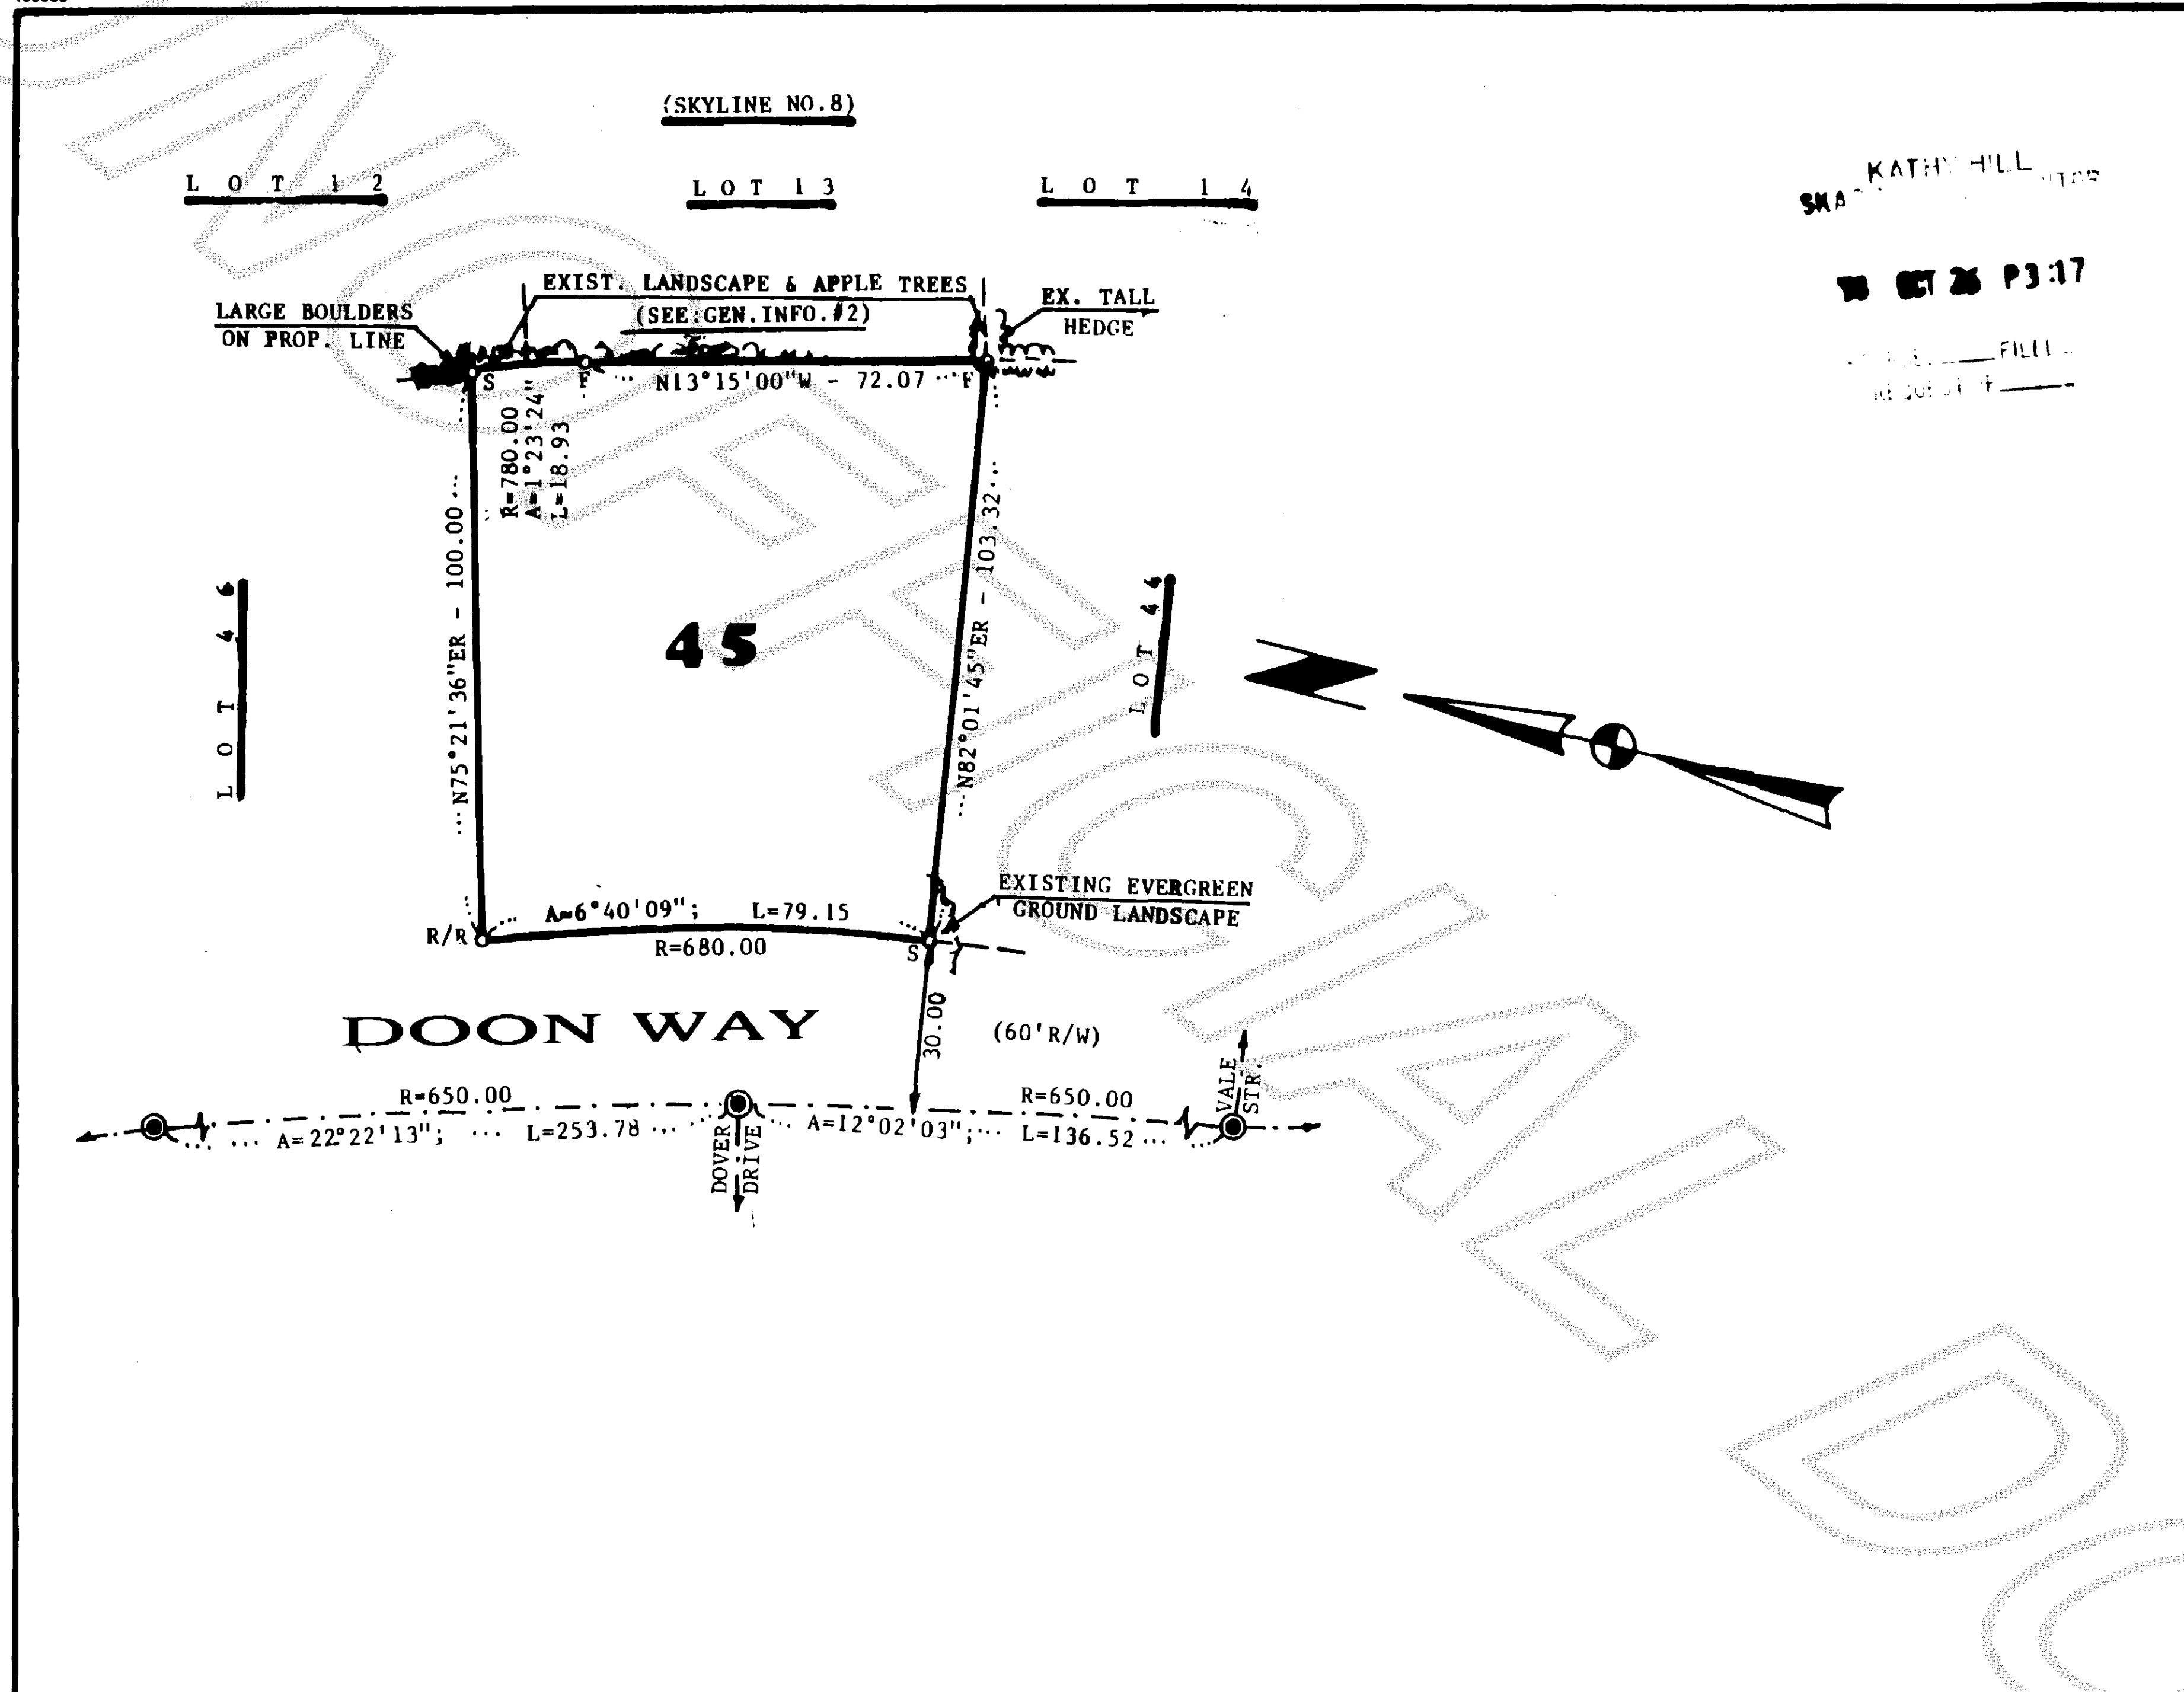 (SKYLINE NO.8)
LOT 12
LOT 13
LOT 14
KATHY HILL
P3:17
EXIST. LANDSCAPE & APPLE TREES
(SEE GEN.INFO.#2)
LARGE BOULDERS
ON PROP. LINE
EX. TALL
HEDGE
FILED
S
F
N13°15'00"W - 72.07
F
R=780.00
A=1°23'24"
L=18.93
N75°21'36"ER - 100.00
N82°01'45"ER - 103.32
45
LOT 46
LOT 44
EXISTING EVERGREEN
GROUND LANDSCAPE
A=6°40'09"; L=79.15
R/R
R=680.00
S
30.00
DOON WAY
(60'R/W)
VALE
STR.
R=650.00
R=650.00
A=22°22'13"; L=253.78
A=12°02'03"; L=136.52
DOVER
DRIVE
UNOFFICIAL DO